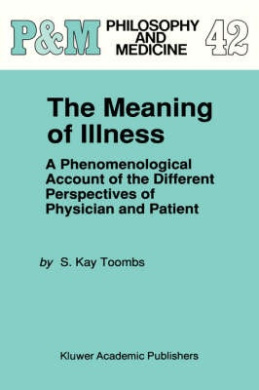 P&M PHILOSOPHY AND MEDICINE 42
The Meaning
of Illness
A Phenomenological
Account of the Different
Perspectives of
Physician and Patient
by S. Kay Toombs
Kluwer Academic Publishers